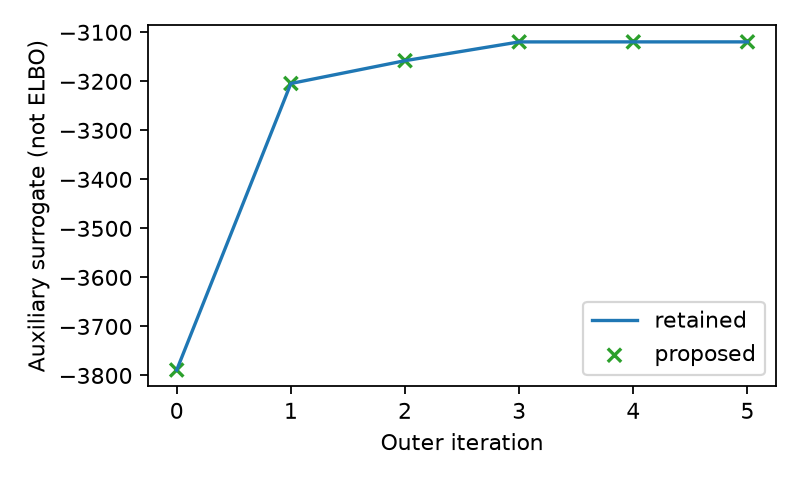 Auxiliary surrogate (not ELBO)
−3100
−3200
−3300
−3400
−3500
−3600
−3700
−3800
retained
proposed
0 1 2 3 4 5
Outer iteration